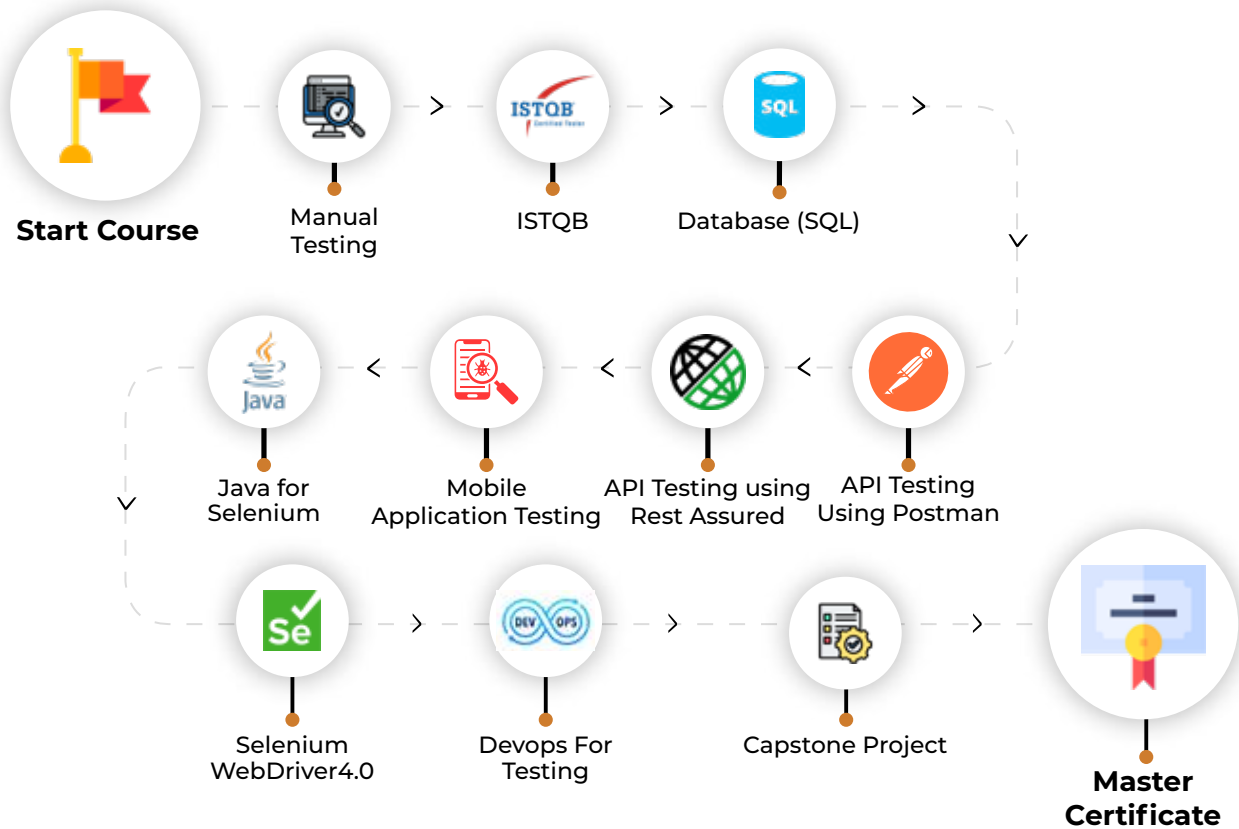 ISTQB
Certified Tester
SQL
Start Course
Manual
Testing
ISTQB
Database (SQL)
Java
Java for
Selenium
Mobile
Application Testing
API Testing using
Rest Assured
API Testing
Using Postman
Se
DEV OPS
Selenium
WebDriver4.0
Devops For
Testing
Capstone Project
Master
Certificate